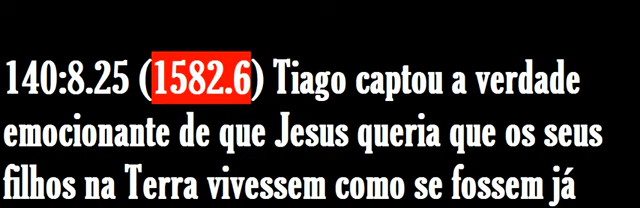 140:8.25 (1582.6) Tiago captou a verdade
emocionante de que Jesus queria que os seus
filhos na Terra vivessem como se fossem já